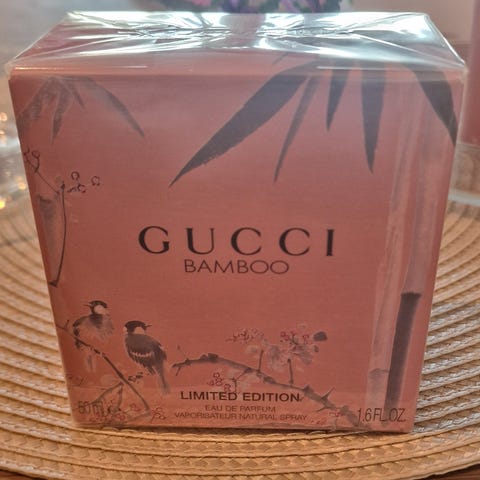 GUCCI
BAMBOO
LIMITED EDITION
EAU DE PARFUM
VAPORISATEUR NATURAL SPRAY
50 ml
1.6 FL.OZ.